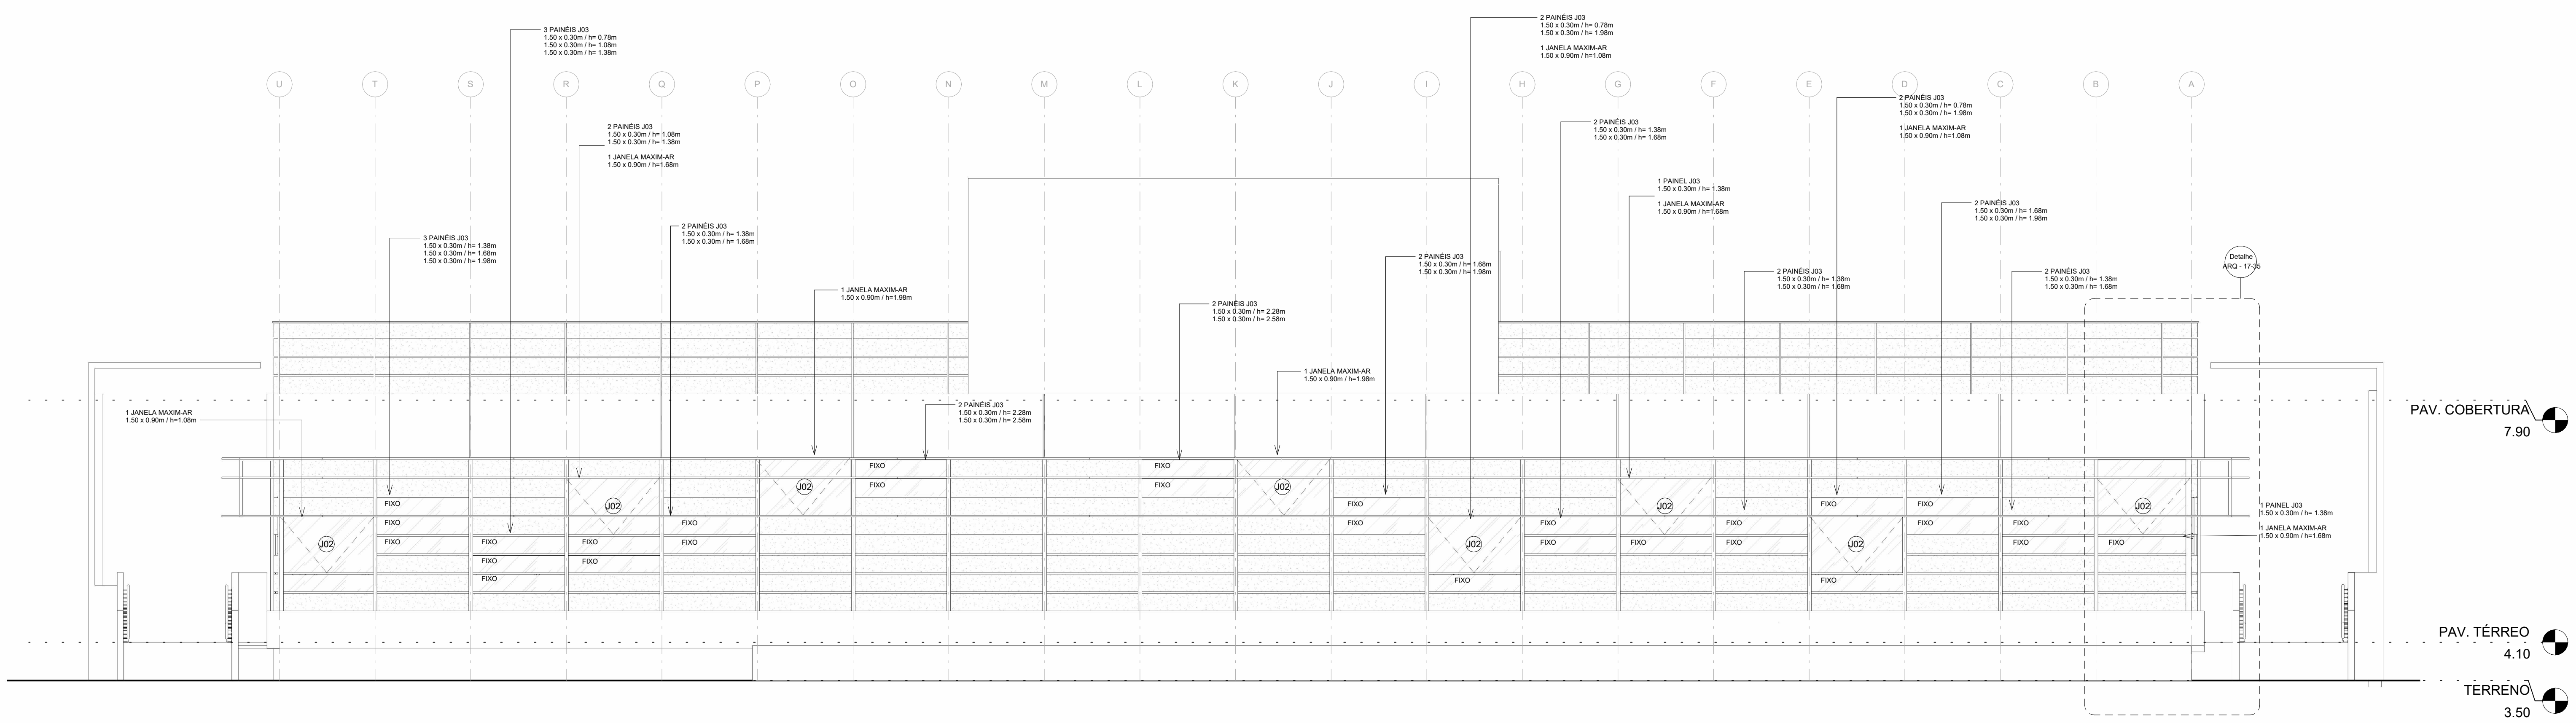 3 PAINÉIS J03
1.50 x 0.30m / h= 0.78m
1.50 x 0.30m / h= 1.08m
1.50 x 0.30m / h= 1.38m
2 PAINÉIS J03
1.50 x 0.30m / h= 0.78m
1.50 x 0.30m / h= 1.98m
1 JANELA MAXIM-AR
1.50 x 0.90m / h=1.08m
U T S R Q P O N M L K J I H G F E D C B A
2 PAINÉIS J03
1.50 x 0.30m / h= 0.78m
1.50 x 0.30m / h= 1.98m
1 JANELA MAXIM-AR
1.50 x 0.90m / h=1.08m
2 PAINÉIS J03
1.50 x 0.30m / h= 1.08m
1.50 x 0.30m / h= 1.38m
1 JANELA MAXIM-AR
1.50 x 0.90m / h=1.68m
2 PAINÉIS J03
1.50 x 0.30m / h= 1.38m
1.50 x 0.30m / h= 1.68m
1 PAINEL J03
1.50 x 0.30m / h= 1.38m
1 JANELA MAXIM-AR
1.50 x 0.90m / h=1.68m
2 PAINÉIS J03
1.50 x 0.30m / h= 1.68m
1.50 x 0.30m / h= 1.98m
3 PAINÉIS J03
1.50 x 0.30m / h= 1.38m
1.50 x 0.30m / h= 1.68m
1.50 x 0.30m / h= 1.98m
2 PAINÉIS J03
1.50 x 0.30m / h= 1.38m
1.50 x 0.30m / h= 1.68m
2 PAINÉIS J03
1.50 x 0.30m / h= 1.68m
1.50 x 0.30m / h= 1.98m
Detalhe
ARQ - 17-35
2 PAINÉIS J03
1.50 x 0.30m / h= 1.38m
1.50 x 0.30m / h= 1.68m
2 PAINÉIS J03
1.50 x 0.30m / h= 1.38m
1.50 x 0.30m / h= 1.68m
1 JANELA MAXIM-AR
1.50 x 0.90m / h=1.98m
2 PAINÉIS J03
1.50 x 0.30m / h= 2.28m
1.50 x 0.30m / h= 2.58m
1 JANELA MAXIM-AR
1.50 x 0.90m / h=1.98m
1 JANELA MAXIM-AR
1.50 x 0.90m / h=1.08m
2 PAINÉIS J03
1.50 x 0.30m / h= 2.28m
1.50 x 0.30m / h= 2.58m
PAV. COBERTURA
7.90
FIXO FIXO
J02 FIXO FIXO J02
FIXO J02 FIXO J02 FIXO FIXO J02
1 PAINEL J03
1.50 x 0.30m / h= 1.38m
1 JANELA MAXIM-AR
1.50 x 0.90m / h=1.68m
FIXO FIXO FIXO FIXO FIXO FIXO FIXO
J02 FIXO FIXO FIXO FIXO J02 FIXO FIXO FIXO J02 FIXO FIXO
FIXO FIXO
FIXO FIXO FIXO
PAV. TÉRREO
4.10
TERRENO
3.50